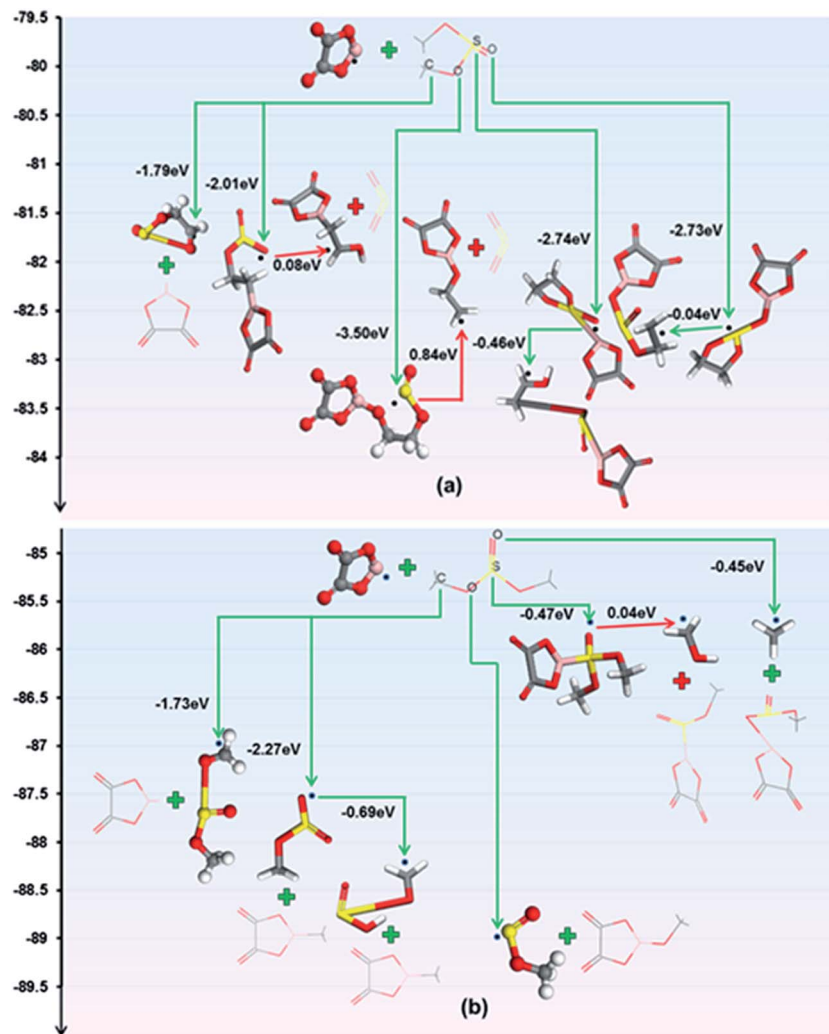 -79.5
-80
-80.5
-81
-81.5
-82
-82.5
-83
-83.5
-84
S
O
C
O
-1.79eV
-2.01eV
0.08eV
-3.50eV
0.84eV
-2.74eV
-2.73eV
-0.46eV
-0.04eV
(a)
-85
-85.5
-86
-86.5
-87
-87.5
-88
-88.5
-89
-89.5
O
S
C
O
-0.45eV
-0.47eV
0.04eV
-1.73eV
-2.27eV
-0.69eV
(b)